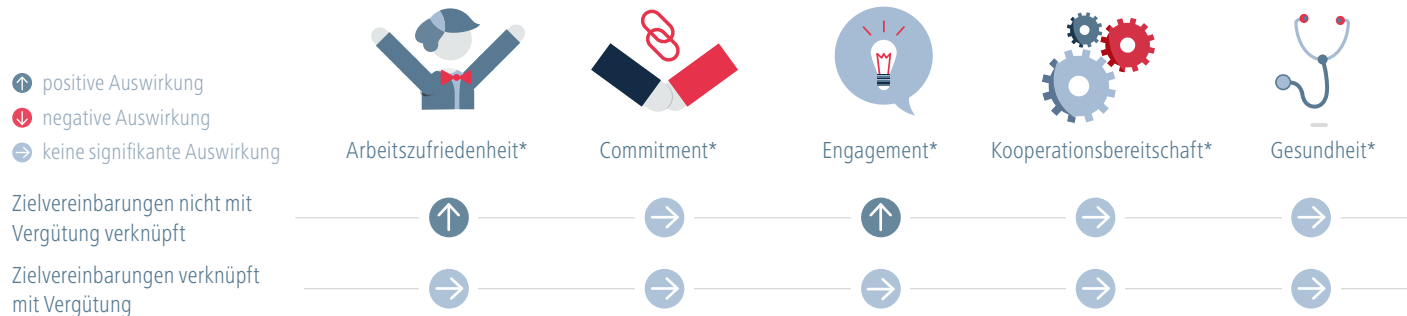 positive Auswirkung
negative Auswirkung
keine signifikante Auswirkung
Arbeitszufriedenheit*
Commitment*
Engagement*
Kooperationsbereitschaft*
Gesundheit*
Zielvereinbarungen nicht mit
Vergütung verknüpft
Zielvereinbarungen verknüpft
mit Vergütung